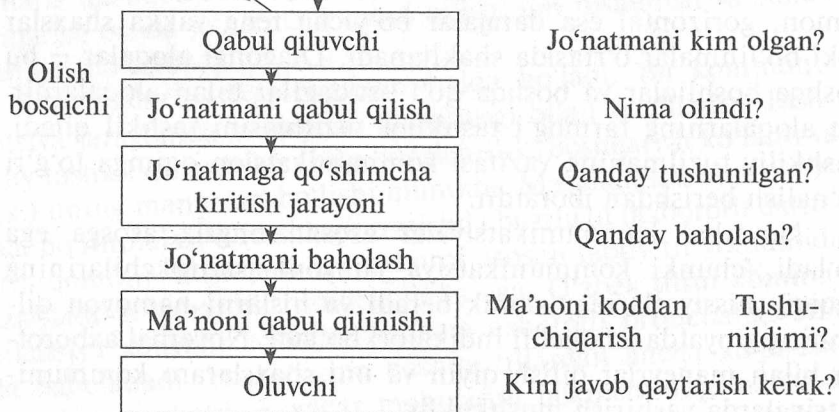 Qabul qiluvchi
Jo‘natmani kim olgan?
Olish
bosqichi
Jo‘natmani qabul qilish
Nima olindi?
Jo‘natmaga qo‘shimcha
kiritish jarayoni
Qanday tushunilgan?
Jo‘natmani baholash
Qanday baholash?
Ma’noni qabul qilinishi
Ma’noni koddan
chiqarish
Tushu-
nildimi?
Oluvchi
Kim javob qaytarish kerak?